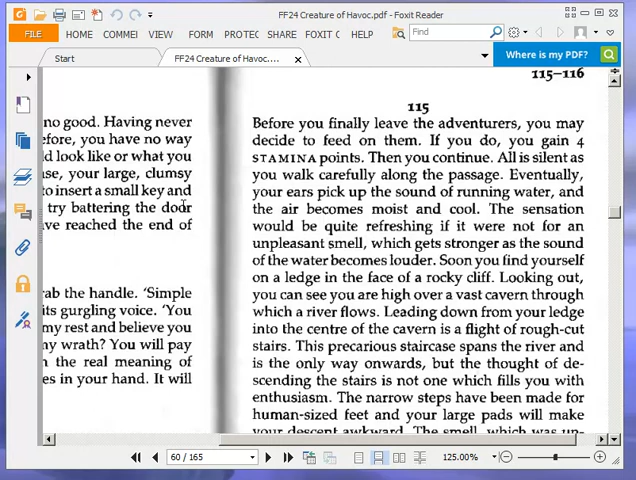 FF24 Creature of Havoc.pdf - Foxit Reader
FILE HOME COMMEN VIEW FORM PROTEC SHARE FOXIT C HELP Find
Start FF24 Creature of Havoc.... Where is my PDF?
115–116
no good. Having never
efore, you have no way
ld look like or what you
use, your large, clumsy
to insert a small key and
try battering the door
ve reached the end of
rab the handle. 'Simple
its gurgling voice. 'You
my rest and believe you
my wrath? You will pay
n the real meaning of
es in your hand. It will
115
Before you finally leave the adventurers, you may
decide to feed on them. If you do, you gain 4
STAMINA points. Then you continue. All is silent as
you walk carefully along the passage. Eventually,
your ears pick up the sound of running water, and
the air becomes moist and cool. The sensation
would be quite refreshing if it were not for an
unpleasant smell, which gets stronger as the sound
of the water becomes louder. Soon you find yourself
on a ledge in the face of a rocky cliff. Looking out,
you can see you are high over a vast cavern through
which a river flows. Leading down from your ledge
into the centre of the cavern is a flight of rough-cut
stairs. This precarious staircase spans the river and
is the only way onwards, but the thought of de-
scending the stairs is not one which fills you with
enthusiasm. The narrow steps have been made for
human-sized feet and your large pads will make
your descent awkward. The smell, which was un-
60 / 165 125.00%